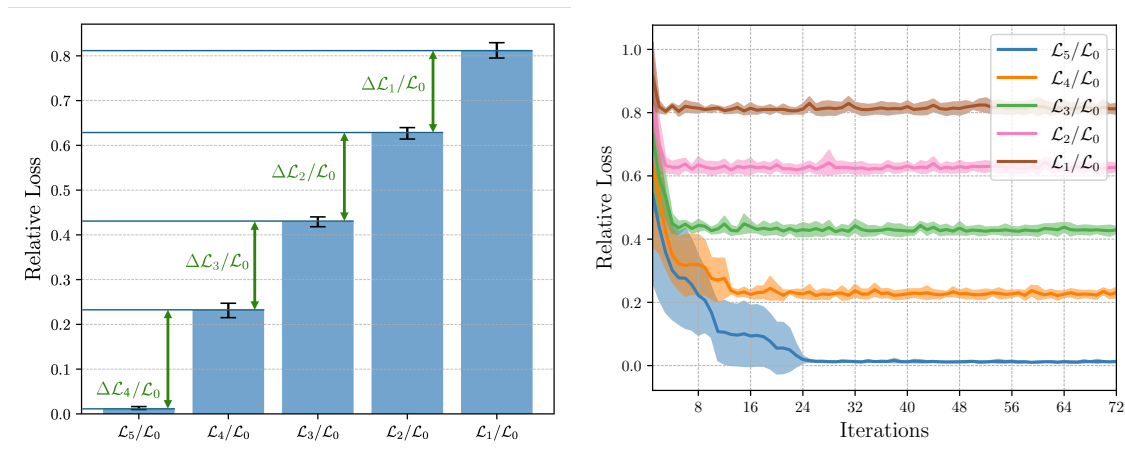 Relative Loss
0.8
0.7
0.6
0.5
0.4
0.3
0.2
0.1
0.0
Δℒ₁/ℒ₀
Δℒ₂/ℒ₀
Δℒ₃/ℒ₀
Δℒ₄/ℒ₀
ℒ₅/ℒ₀ ℒ₄/ℒ₀ ℒ₃/ℒ₀ ℒ₂/ℒ₀ ℒ₁/ℒ₀
Relative Loss
1.0
0.8
0.6
0.4
0.2
0.0
ℒ₅/ℒ₀
ℒ₄/ℒ₀
ℒ₃/ℒ₀
ℒ₂/ℒ₀
ℒ₁/ℒ₀
8 16 24 32 40 48 56 64 72
Iterations